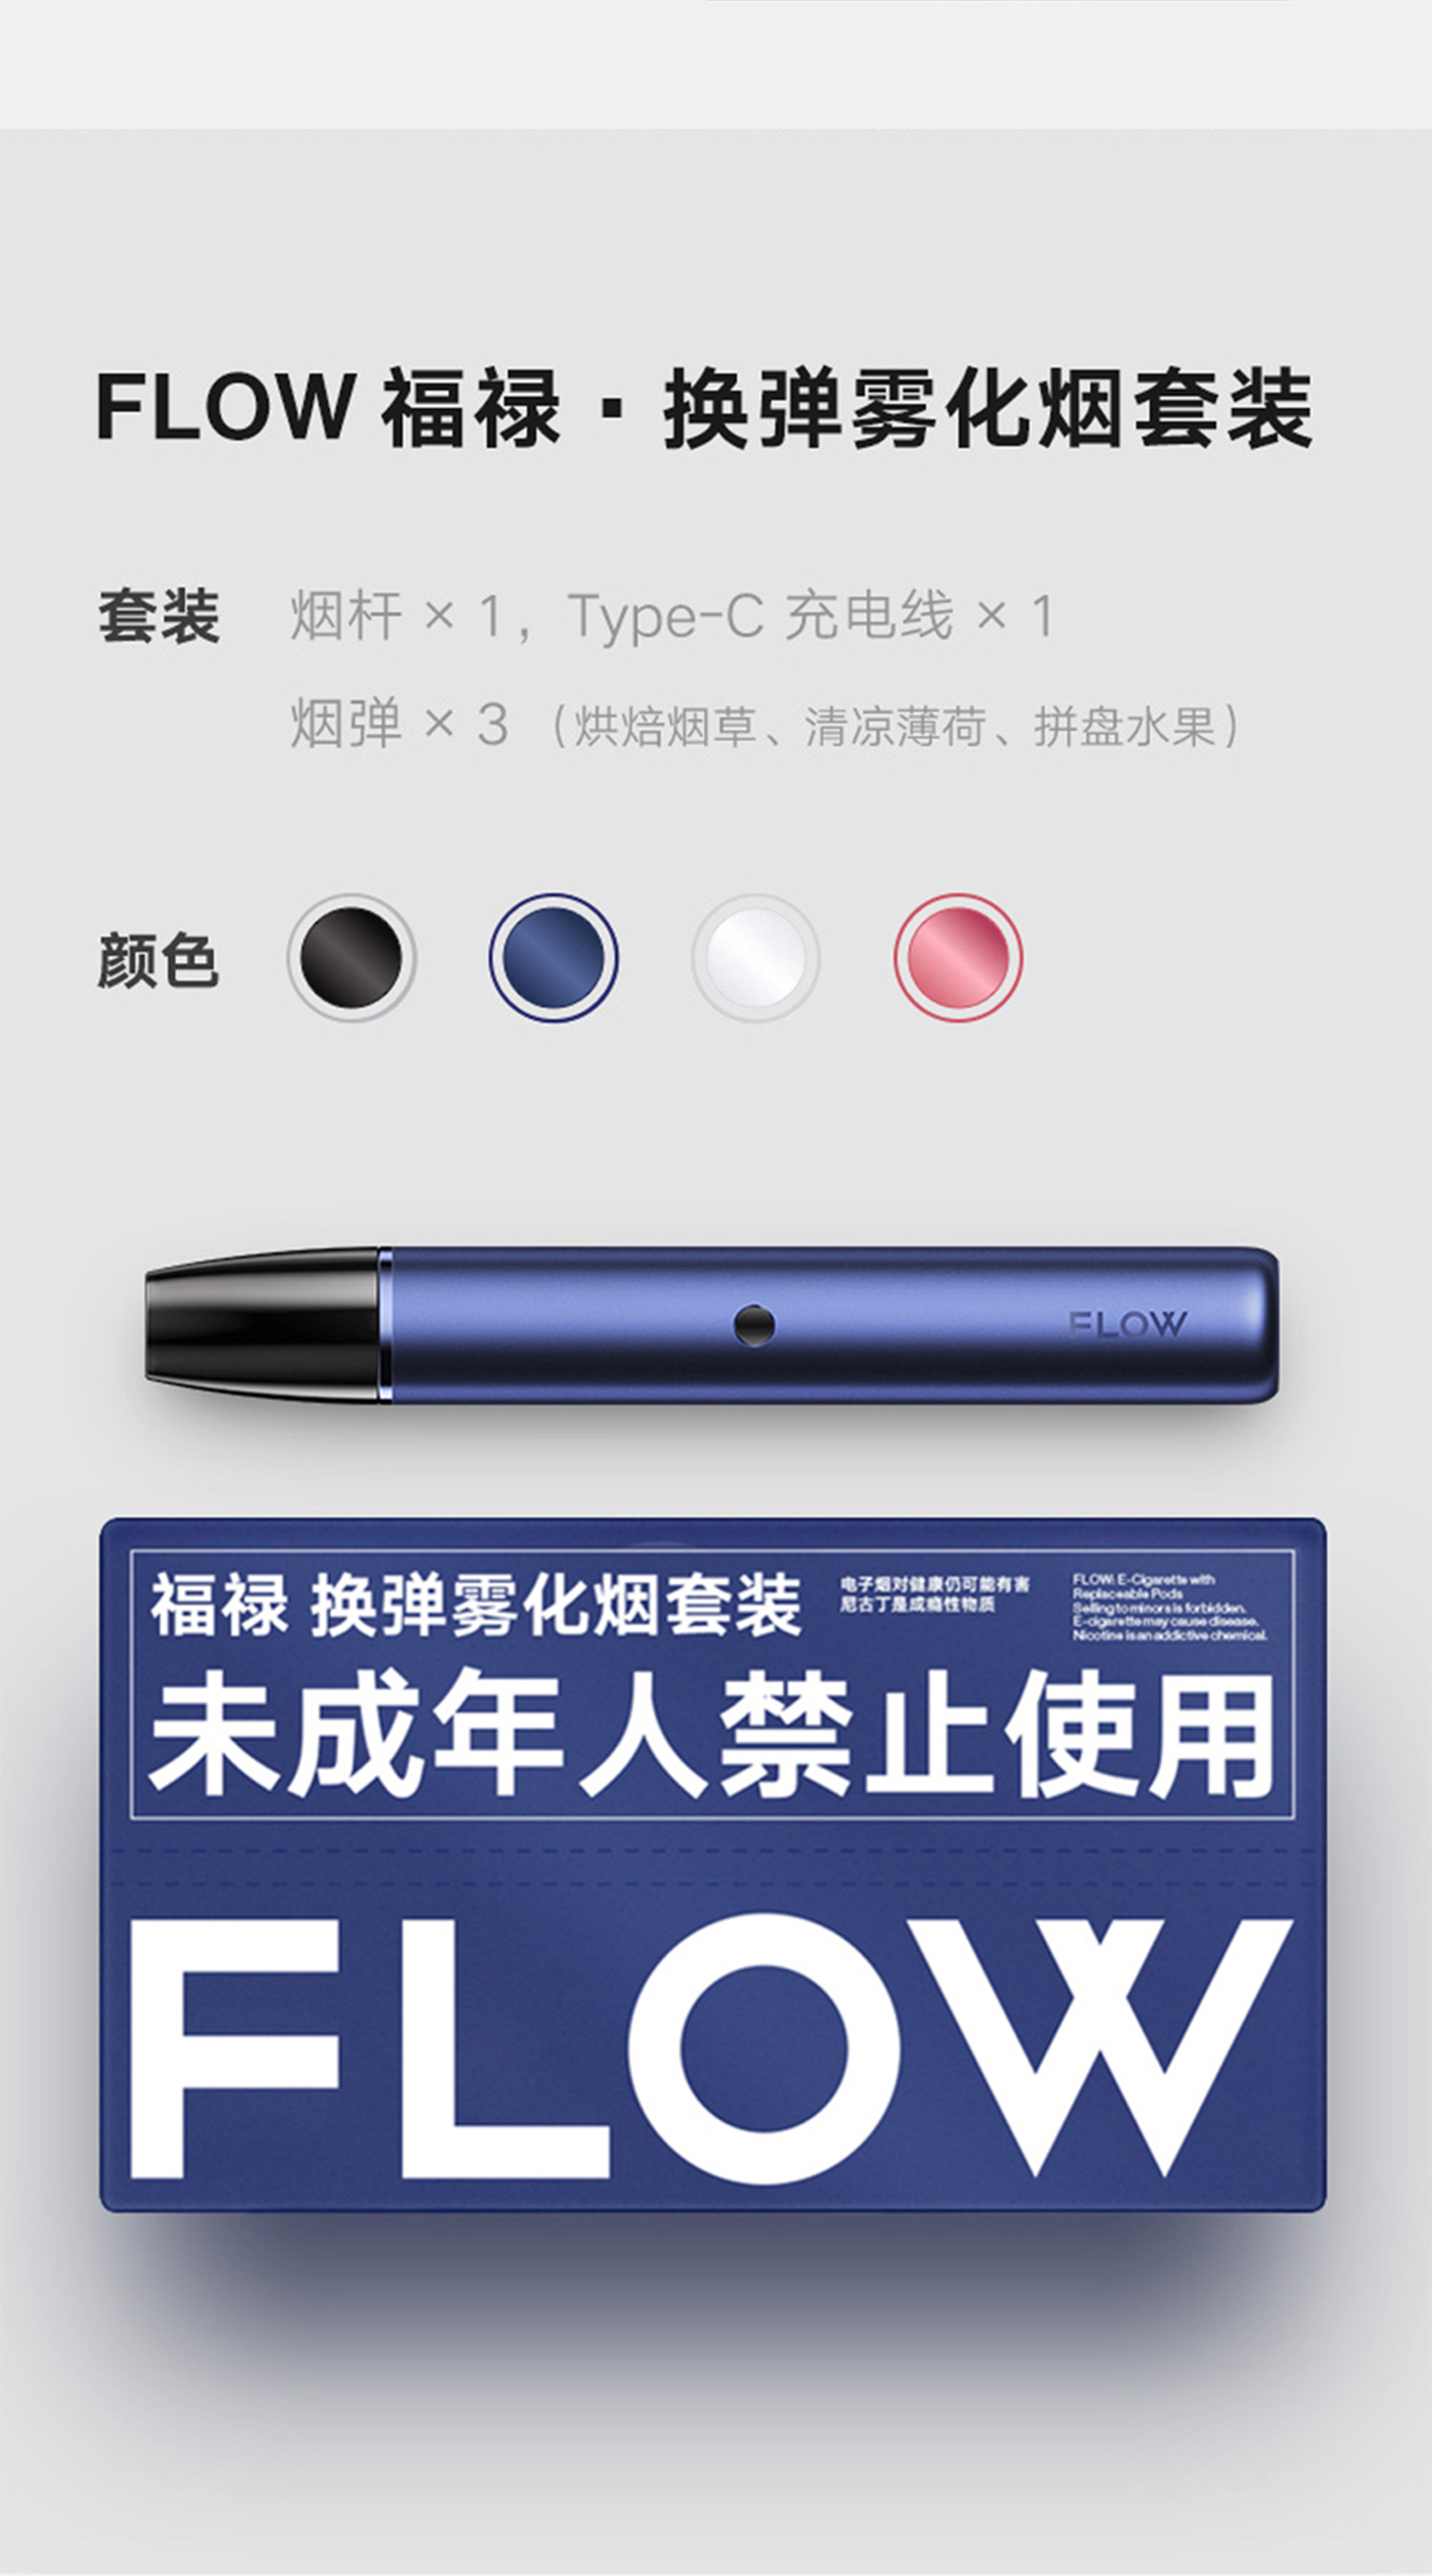 FLOW 福禄·换弹雾化烟套装
套装 烟杆 × 1，Type-C 充电线 × 1
烟弹 × 3（烘焙烟草、清凉薄荷、拼盘水果）
颜色
FLOW
福禄 换弹雾化烟套装
电子烟对健康仍可能有害
尼古丁是成瘾性物质
FLOW: E-Cigarette with
Replaceable Pods
Selling to minors is forbidden.
E-cigarette may cause disease.
Nicotine is an addictive chemical.
未成年人禁止使用
FLOW